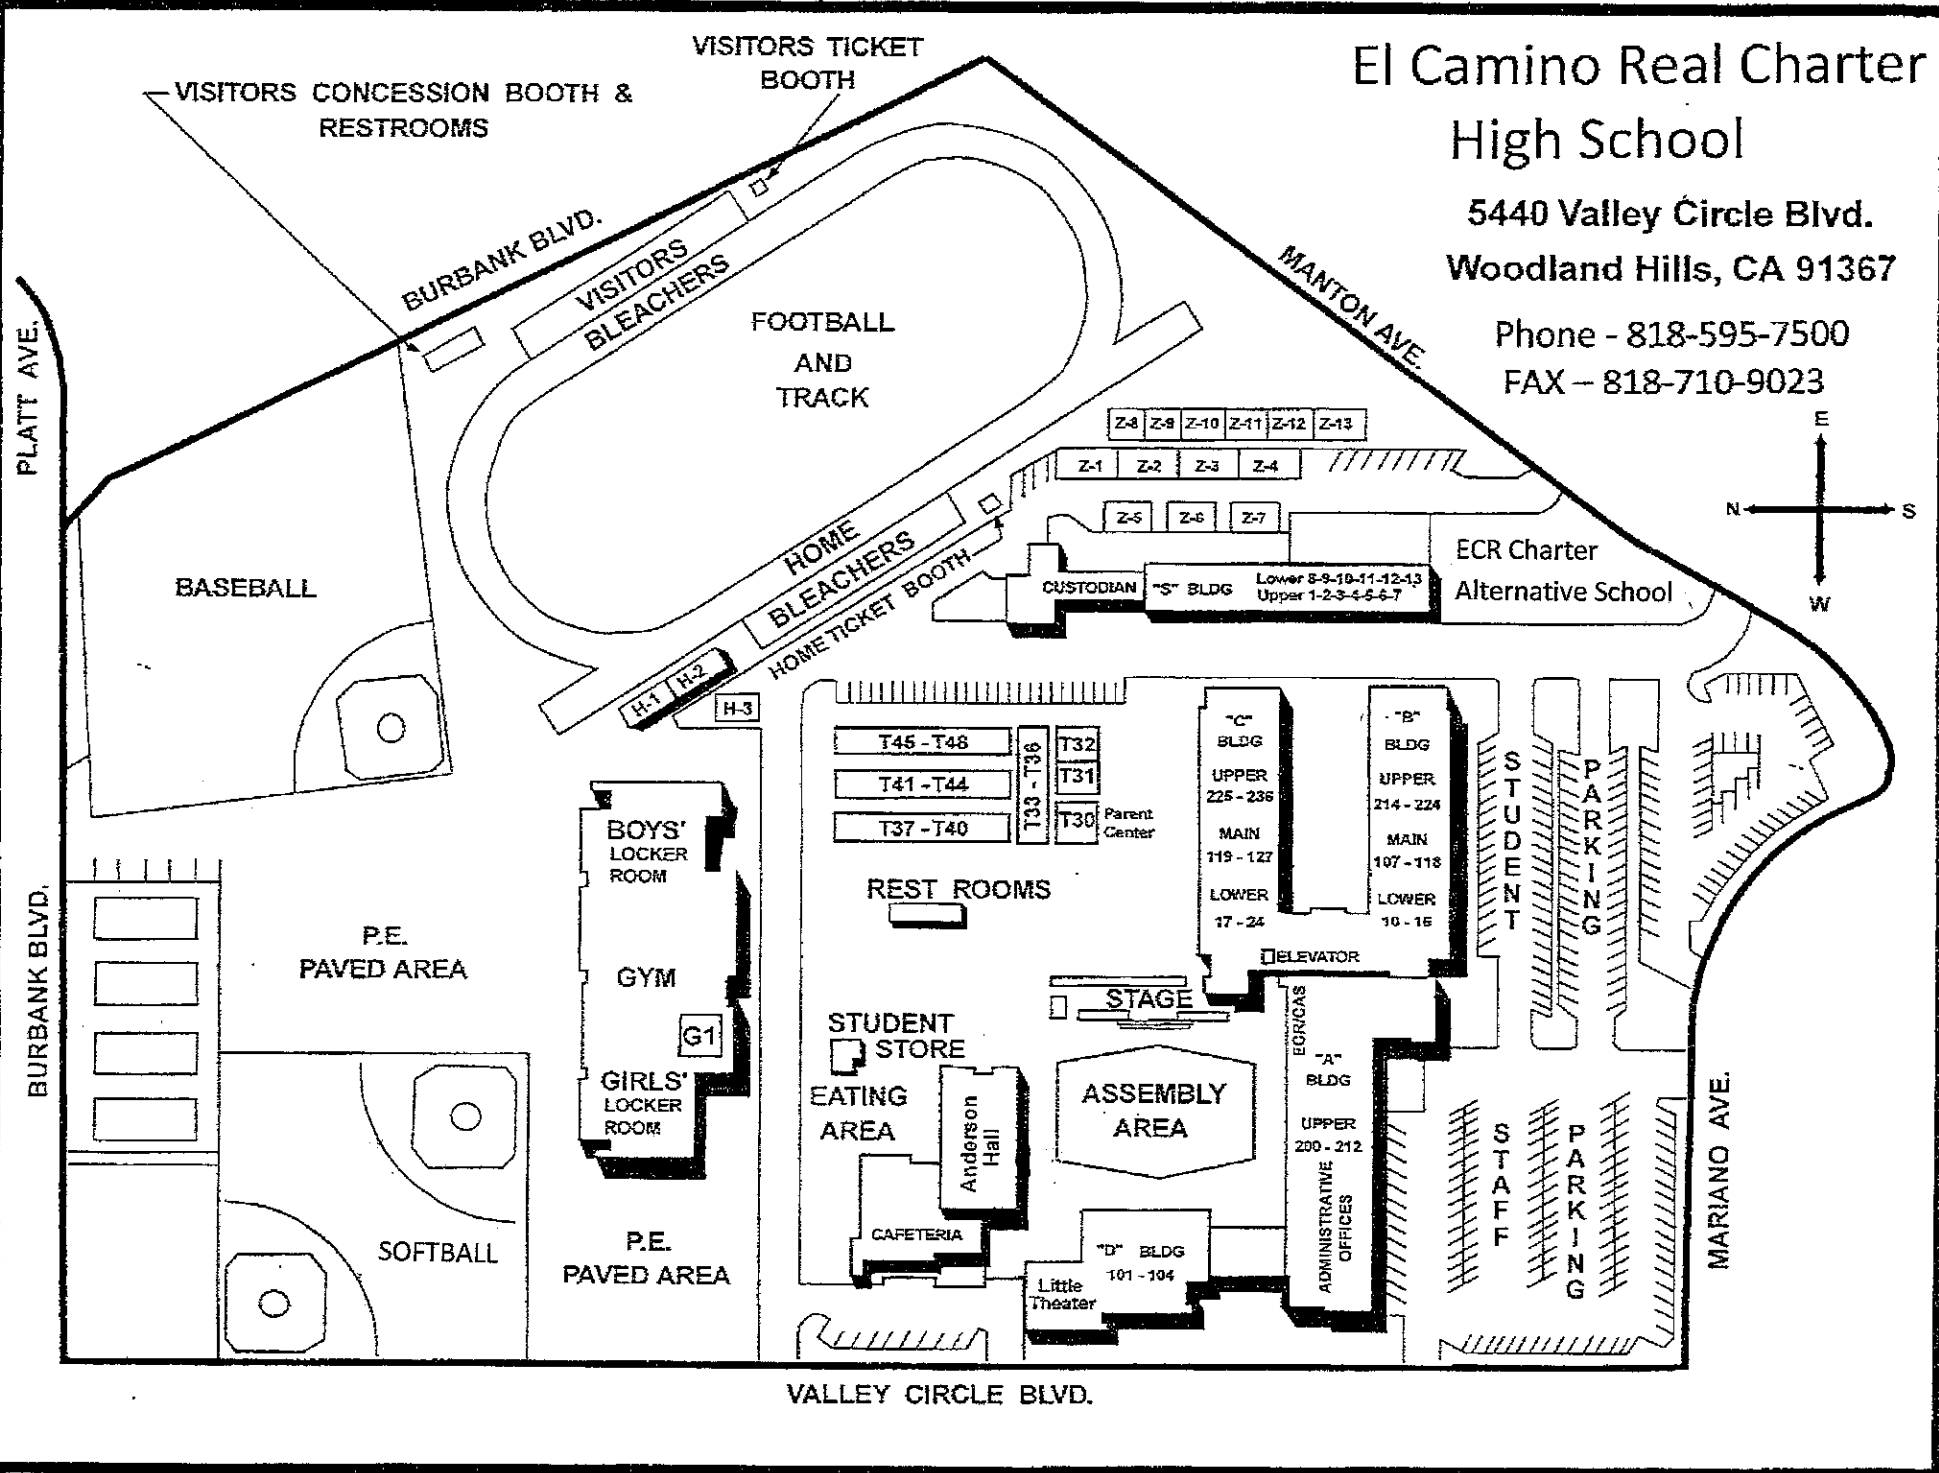 VISITORS TICKET
BOOTH
VISITORS CONCESSION BOOTH &
RESTROOMS
El Camino Real Charter
High School
5440 Valley Circle Blvd.
Woodland Hills, CA 91367
Phone - 818-595-7500
FAX – 818-710-9023
BURBANK BLVD.
VISITORS
BLEACHERS
MANTON AVE.
PLATT AVE.
FOOTBALL
AND
TRACK
Z-8 Z-9 Z-10 Z-11 Z-12 Z-13
Z-1 Z-2 Z-3 Z-4
Z-5 Z-6 Z-7
E
N S
W
HOME
BLEACHERS
HOME TICKET BOOTH
BASEBALL
CUSTODIAN
"S" BLDG
Lower 8-9-10-11-12-13
Upper 1-2-3-4-5-6-7
ECR Charter
Alternative School
H-1 H-2
H-3
T45 - T48
T41 - T44
T37 - T40
T33 - T36
T32
T31
T30
Parent
Center
"C"
BLDG
UPPER
225 - 236
MAIN
119 - 127
LOWER
17 - 24
"B"
BLDG
UPPER
214 - 224
MAIN
107 - 118
LOWER
10 - 16
ELEVATOR
STUDENT
PARKING
BOYS'
LOCKER
ROOM
GYM
G1
GIRLS'
LOCKER
ROOM
REST ROOMS
P.E.
PAVED AREA
BURBANK BLVD.
STAGE
STUDENT
STORE
EATING
AREA
Anderson
Hall
ASSEMBLY
AREA
ECR/CAS
"A"
BLDG
UPPER
200 - 212
ADMINISTRATIVE
OFFICES
STAFF
PARKING
MARIANO AVE.
CAFETERIA
"D" BLDG
101 - 104
Little
Theater
SOFTBALL
P.E.
PAVED AREA
VALLEY CIRCLE BLVD.